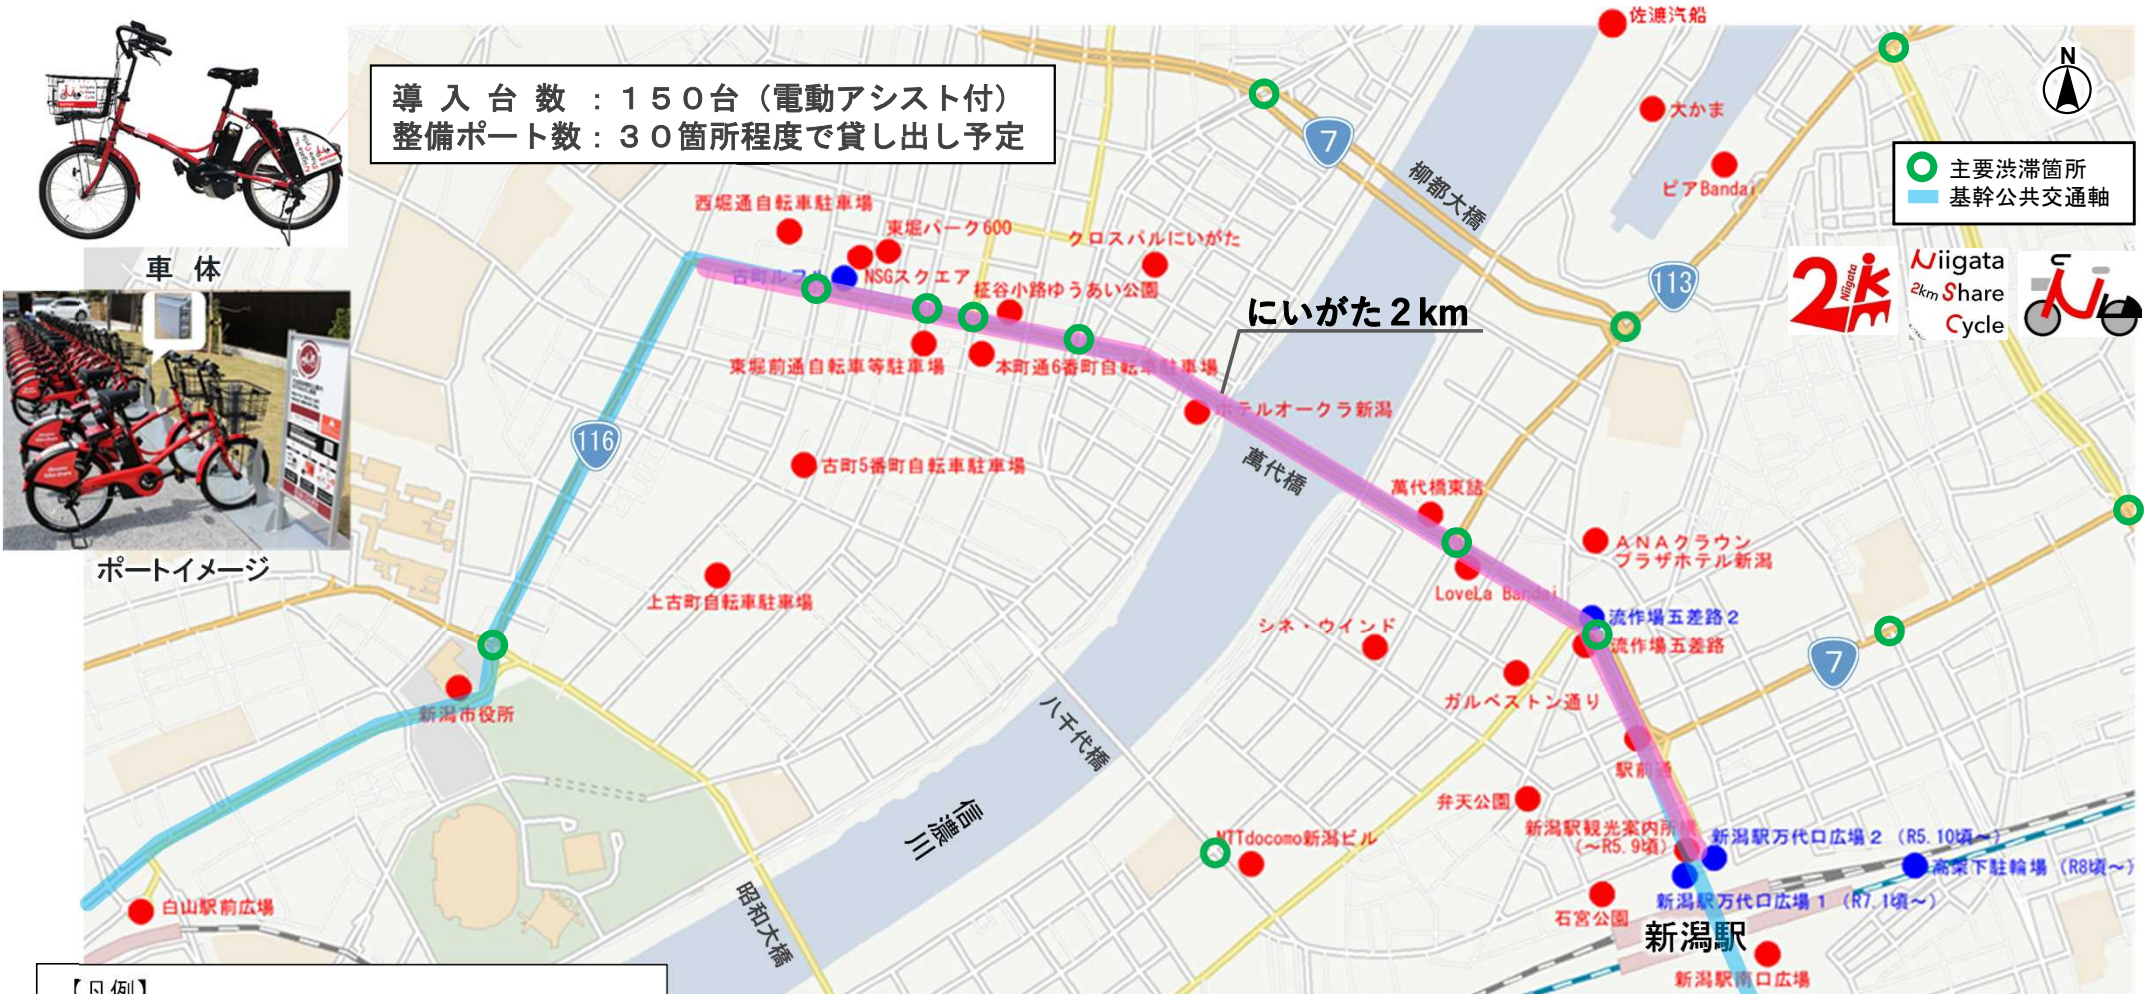 導入台数：１５０台（電動アシスト付）
整備ポート数：３０箇所程度で貸し出し予定
車 体
ポートイメージ
N
主要渋滞箇所
基幹公共交通軸
Niigata
2km
Niigata
2km Share
Cycle
佐渡汽船
大かま
ピアBandai
柳都大橋
7
113
西堀通自転車駐車場
東堀パーク600
クロスパルにいがた
古町ルフル
NSGスクエア
柾谷小路ゆうあい公園
にいがた２km
東堀前通自転車等駐車場
本町通6番町自転車駐車場
ホテルオークラ新潟
116
古町5番町自転車駐車場
萬代橋
萬代橋東詰
ＡＮＡクラウン
プラザホテル新潟
LoveLa Bandai
上古町自転車駐車場
シネ・ウインド
流作場五差路２
流作場五差路
7
ガルベストン通り
新潟市役所
八千代橋
駅前通
弁天公園
信濃川
NTTdocomo新潟ビル
新潟駅観光案内所横
（～R5.9頃）
新潟駅万代口広場２（R5.10頃～）
高架下駐輪場（R8頃～）
新潟駅万代口広場１（R7.1頃～）
昭和大橋
白山駅前広場
石宮公園
新潟駅
新潟駅南口広場
【凡例】